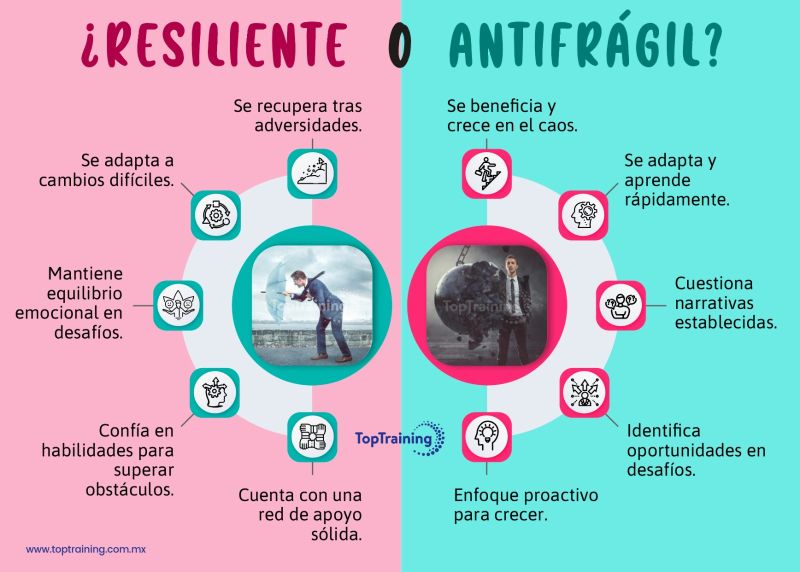 ¿RESILIENTE O ANTIFRÁGIL?
Se recupera tras
adversidades.
Se adapta a
cambios difíciles.
Mantiene
equilibrio
emocional en
desafíos.
Confía en
habilidades para
superar
obstáculos.
Cuenta con una
red de apoyo
sólida.
Se beneficia y
crece en el caos.
Se adapta y
aprende
rápidamente.
Cuestiona
narrativas
establecidas.
Identifica
oportunidades en
desafíos.
Enfoque proactivo
para crecer.
TopTraining
TopTraining
TopTraining
www.toptraining.com.mx